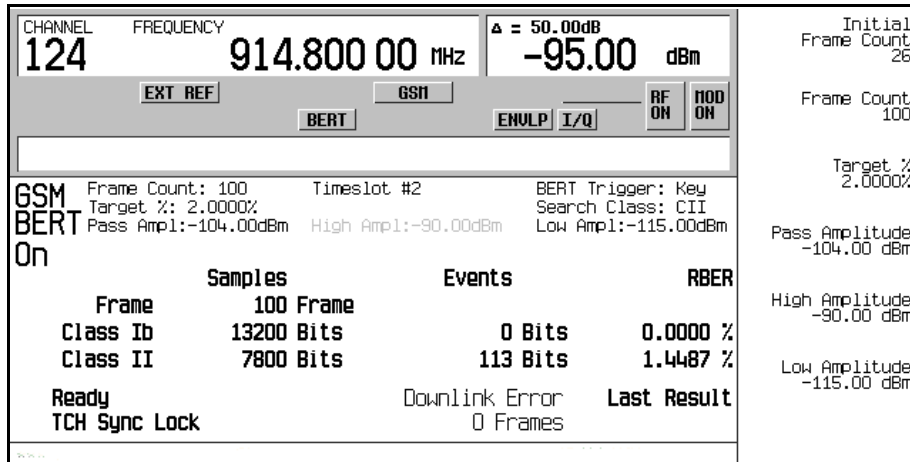 CHANNEL FREQUENCY Δ = 50.00dB
124 914.800 00 MHz -95.00 dBm
EXT REF GSM RF ON MOD ON
BERT ENVLP I/Q
GSM BERT On
Frame Count: 100 Timeslot #2 BERT Trigger: Key
Target %: 2.0000% Search Class: CII
Pass Ampl:-104.00dBm High Ampl:-90.00dBm Low Ampl:-115.00dBm
Samples Events RBER
Frame 100 Frame
Class Ib 13200 Bits 0 Bits 0.0000 %
Class II 7800 Bits 113 Bits 1.4487 %
Ready Downlink Error Last Result
TCH Sync Lock 0 Frames
Initial
Frame Count
26
Frame Count
100
Target %
2.0000%
Pass Amplitude
-104.00 dBm
High Amplitude
-90.00 dBm
Low Amplitude
-115.00 dBm